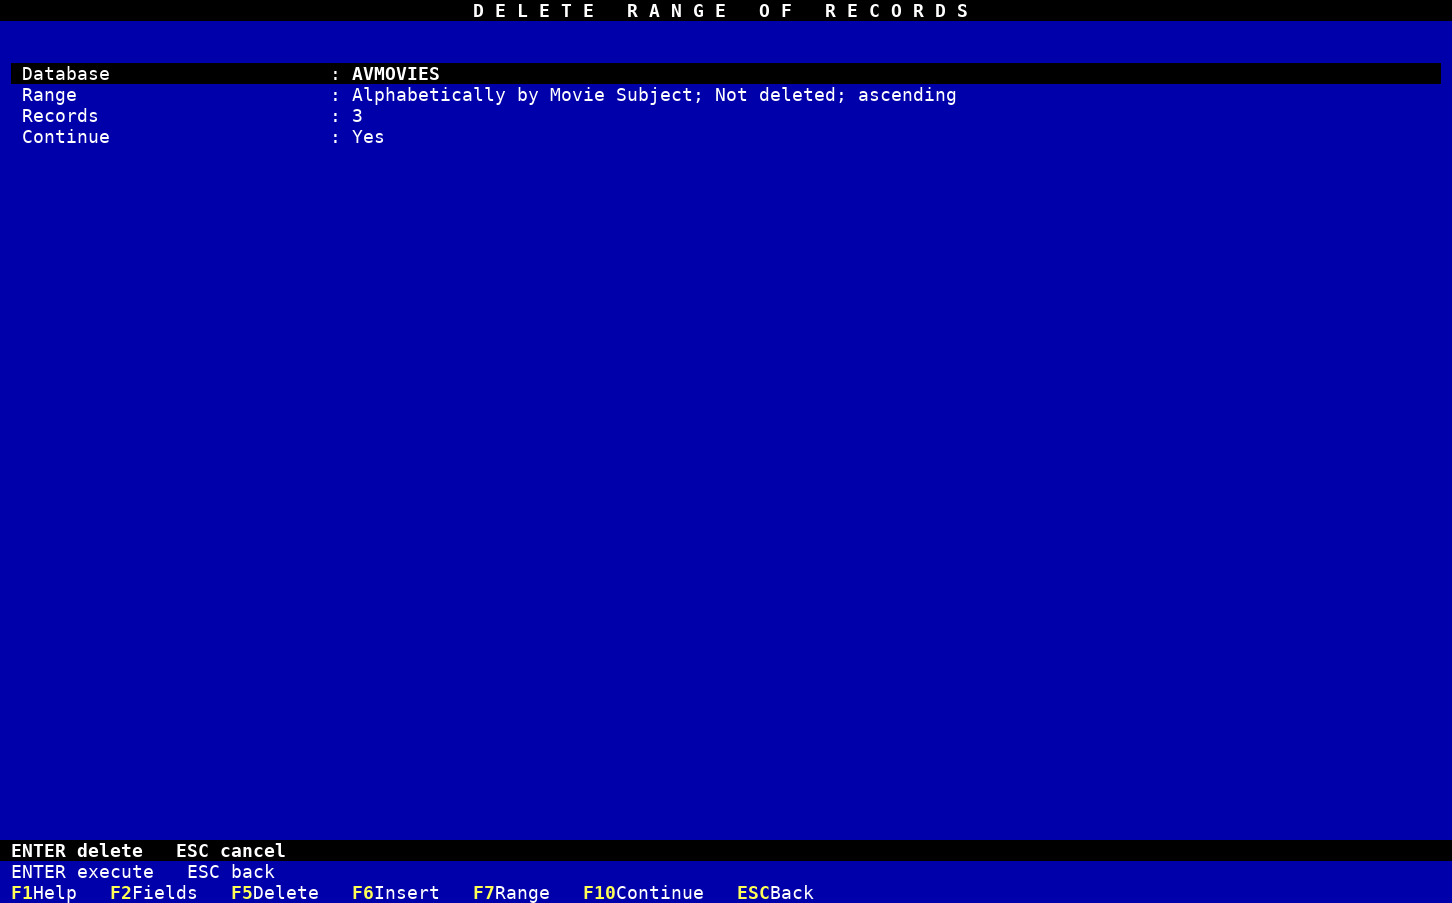 D E L E T E   R A N G E   O F   R E C O R D S
Database : AVMOVIES
Range : Alphabetically by Movie Subject; Not deleted; ascending
Records : 3
Continue : Yes
ENTER delete   ESC cancel
ENTER execute   ESC back
F1Help   F2Fields   F5Delete   F6Insert   F7Range   F10Continue   ESCBack